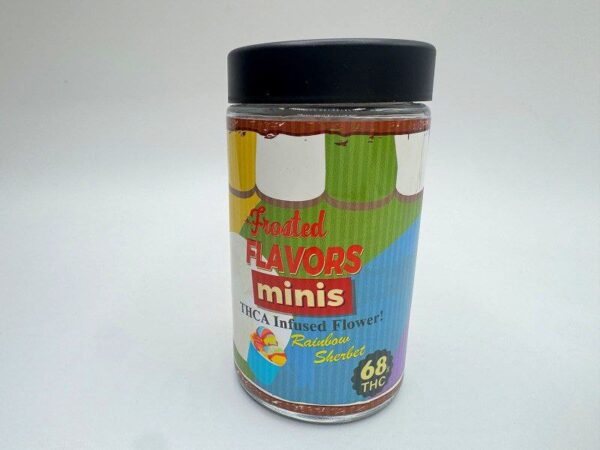 Frosted
FLAVORS
minis
THCA Infused Flower!
Rainbow
Sherbet
68%
THC